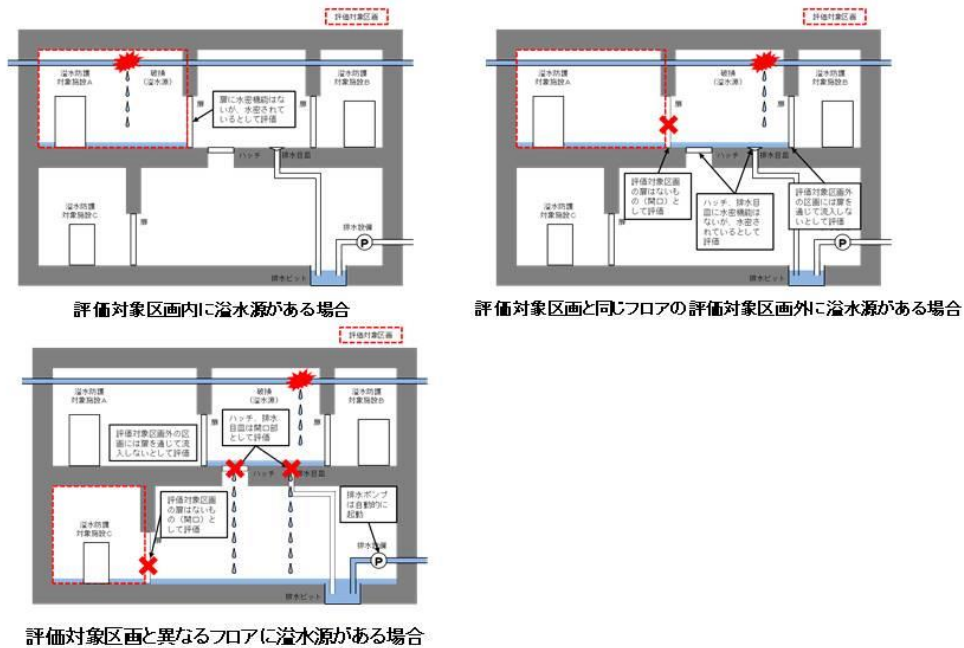 評価対象区画
溢水防護
対象施設A
破損
(溢水源)
溢水防護
対象施設B
扉に水密機能はな
いが、水密されて
いるとして評価
扉
扉
ハッチ
排水目皿
溢水防護
対象施設C
扉
排水設備
P
排水ピット
評価対象区画内に溢水源がある場合
評価対象区画
溢水防護
対象施設A
破損
(溢水源)
溢水防護
対象施設B
扉
扉
ハッチ
排水目皿
評価対象区画
の扉はないも
の（開口）と
して評価
ハッチ、排水目
皿に水密機能は
ないが、水密さ
れているとして
評価
評価対象区画外
の区画には扉を
通じて流入しな
いとして評価
溢水防護
対象施設C
扉
排水設備
P
排水ピット
評価対象区画と同じフロアの評価対象区画外に溢水源がある場合
評価対象区画
溢水防護
対象施設A
破損
(溢水源)
溢水防護
対象施設B
扉
扉
ハッチ、排水
目皿は開口部
として評価
評価対象区画外の区
画には扉を通じて流
入しないとして評価
ハッチ
排水目皿
評価対象区画
の扉はないも
の（開口）と
して評価
排水ポンプ
は自動的に
起動
溢水防護
対象施設C
扉
排水設備
P
排水ピット
評価対象区画と異なるフロアに溢水源がある場合